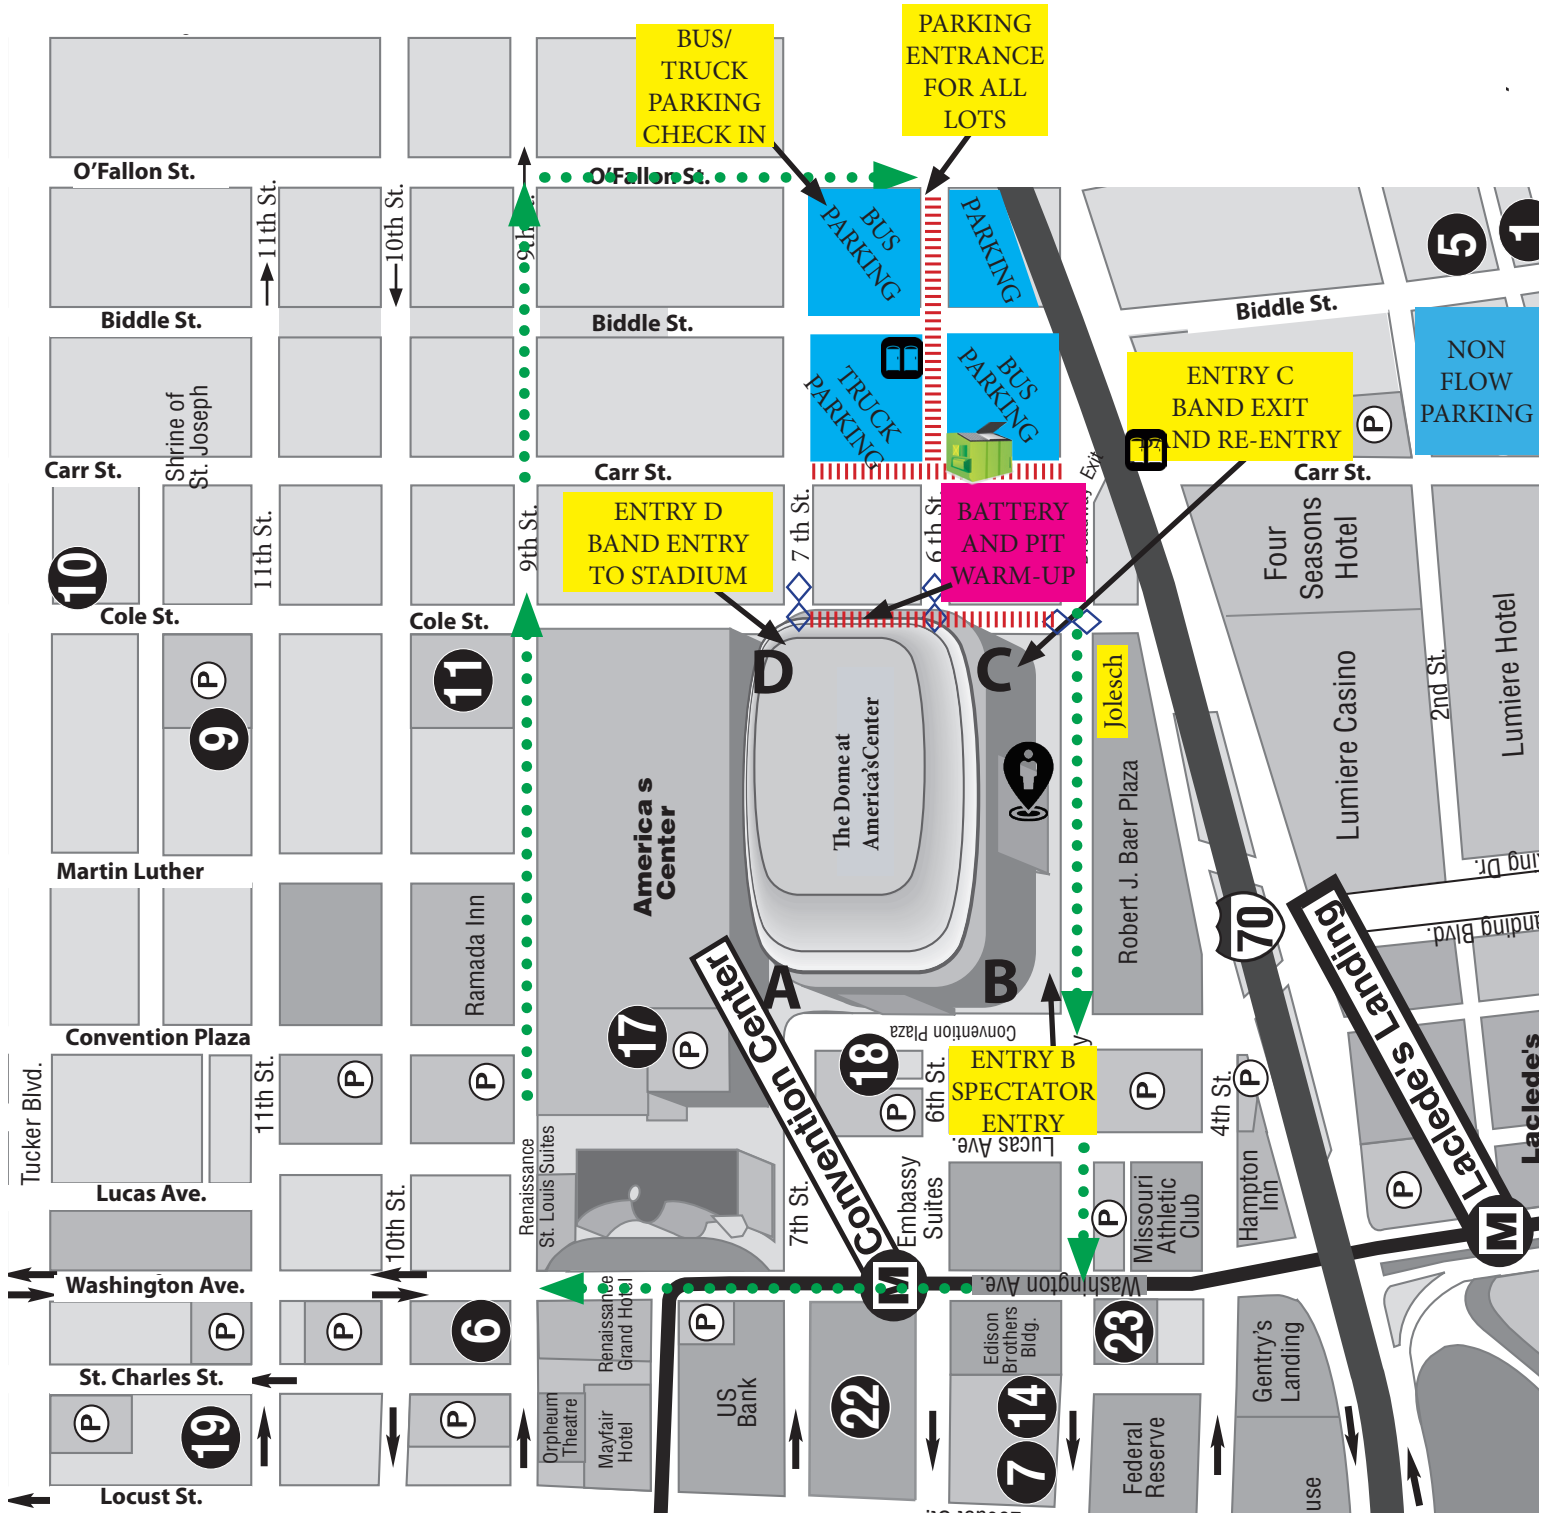 BUS/
TRUCK
PARKING
CHECK IN
PARKING
ENTRANCE
FOR ALL
LOTS
O'Fallon St.
O'Fallon St.
11th St.
10th St.
BUS
PARKING
PARKING
5
1
Biddle St.
Biddle St.
Biddle St.
TRUCK
PARKING
BUS
PARKING
ENTRY C
BAND EXIT
BAND RE-ENTRY
NON
FLOW
PARKING
P
Shrine of
St. Joseph
Carr St.
Carr St.
Carr St.
Exit
10
11th St.
9th St.
ENTRY D
BAND ENTRY
TO STADIUM
7 th St.
6 th St.
BATTERY
AND PIT
WARM-UP
Four
Seasons
Hotel
Cole St.
Cole St.
P
9
11
D
C
Jolesch
Lumiere Casino
2nd St.
Lumiere Hotel
America s
Center
The Dome at
America'sCenter
Robert J. Baer Plaza
Martin Luther
Ramada Inn
70
Laclede's Landing
Convention Center
A
B
17
P
Convention Plaza
Convention Plaza
18
P
6th St.
ENTRY B
SPECTATOR
ENTRY
P
4th St.
P
Laclede's
Tucker Blvd.
11th St.
P
P
Lucas Ave.
Lucas Ave.
10th St.
Renaissance
St. Louis Suites
7th St.
Embassy
Suites
P
Missouri
Athletic
Club
Hampton
Inn
P
M
Washington Ave.
M
Washington Ave.
P
P
6
Renaissance
Grand Hotel
P
Edison
Brothers
Bldg.
23
Gentry's
Landing
St. Charles St.
P
19
P
Orpheum
Theatre
Mayfair
Hotel
US
Bank
22
14
7
Federal
Reserve
Locust St.